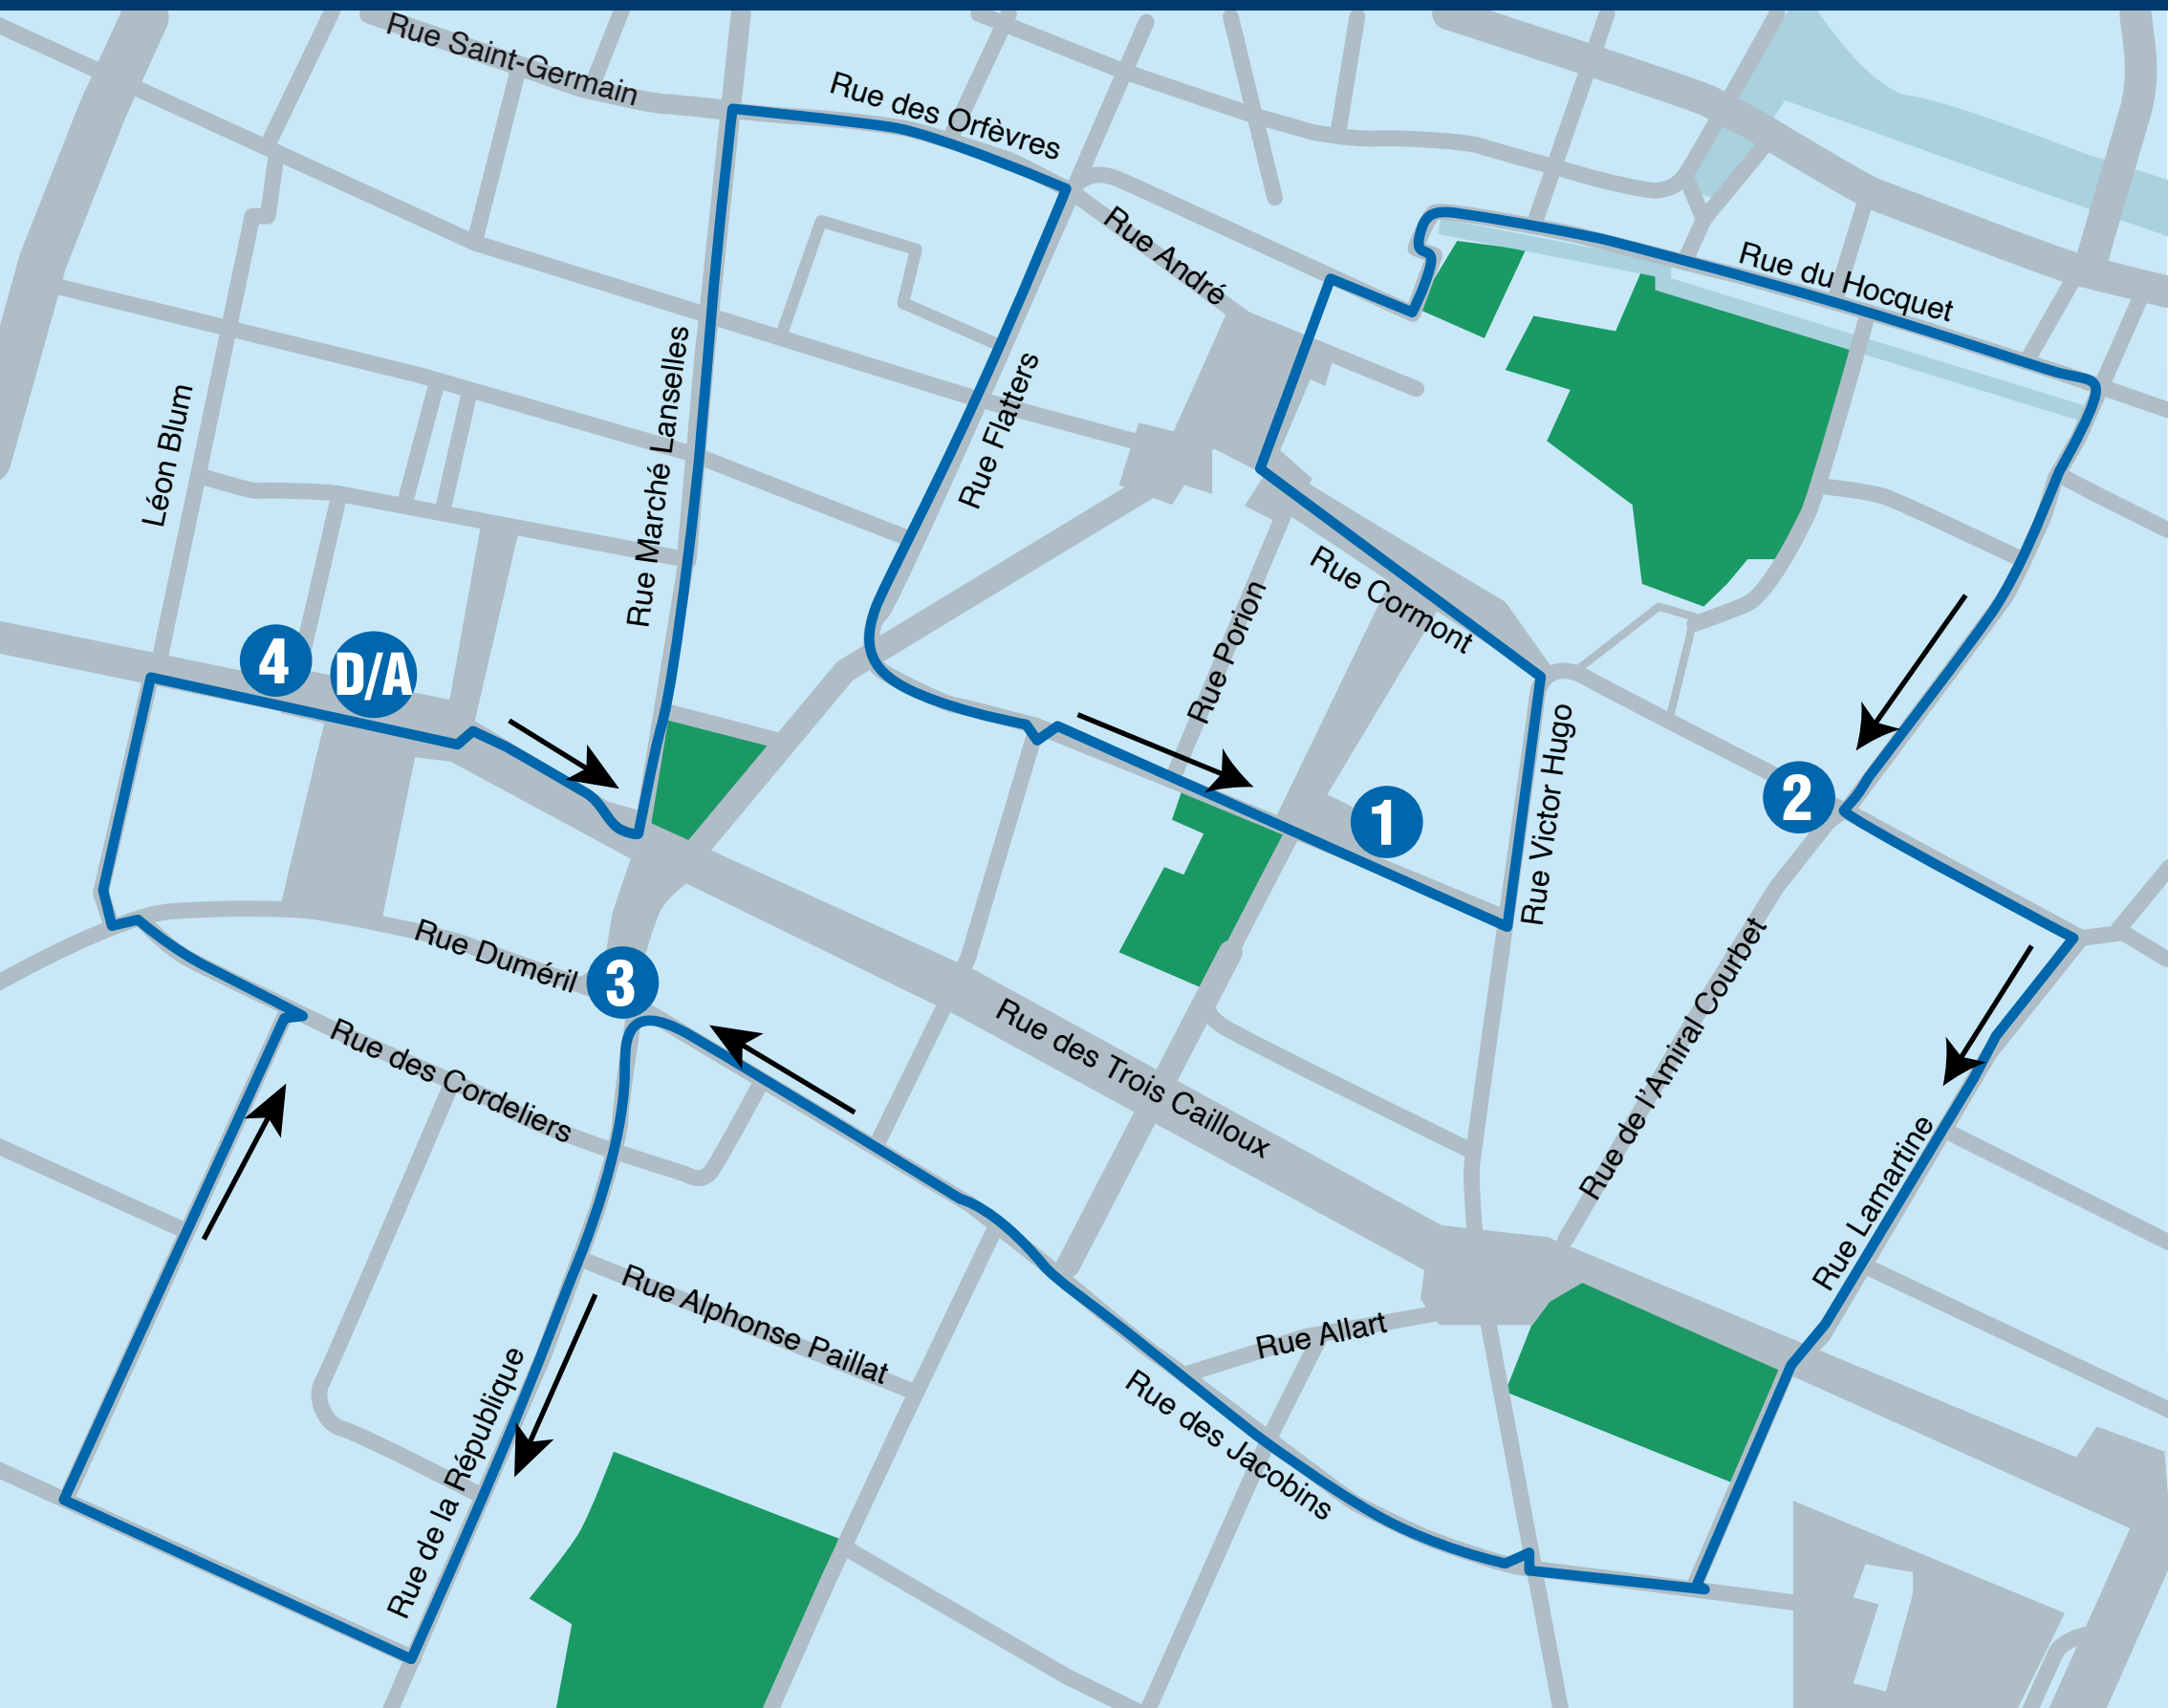 Rue Saint-Germain
Rue des Orfèvres
Rue André
Rue du Hocquet
Léon Blum
Rue Marché Lanselles
Rue Flatters
Rue Cormont
Rue Porion
4
D/A
Rue Victor Hugo
2
1
Rue Duméril
3
Rue de l'Amiral Courbet
Rue des Cordeliers
Rue des Trois Cailloux
Rue Lamartine
Rue Alphonse Paillat
Rue Allart
Rue de la République
Rue des Jacobins